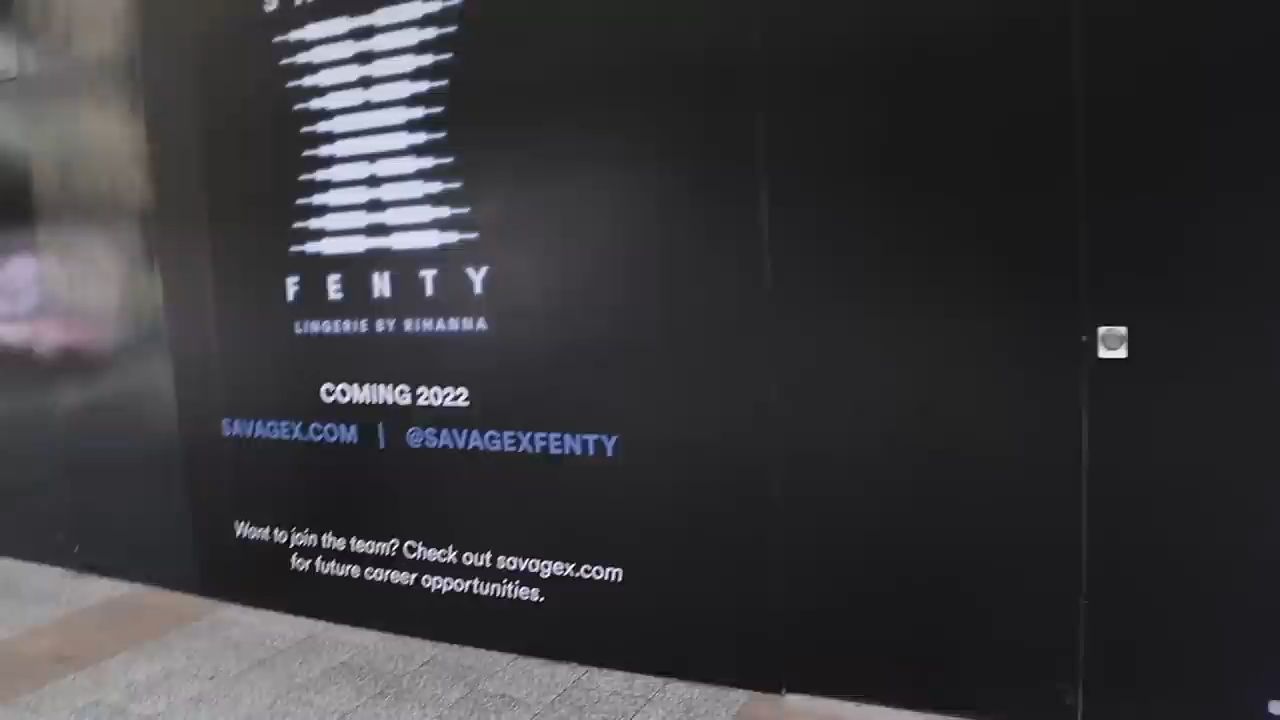 FENTY
LINGERIE BY RIHANNA
COMING 2022
SAVAGEX.COM | @SAVAGEXFENTY
Want to join the team? Check out savagex.com
for future career opportunities.